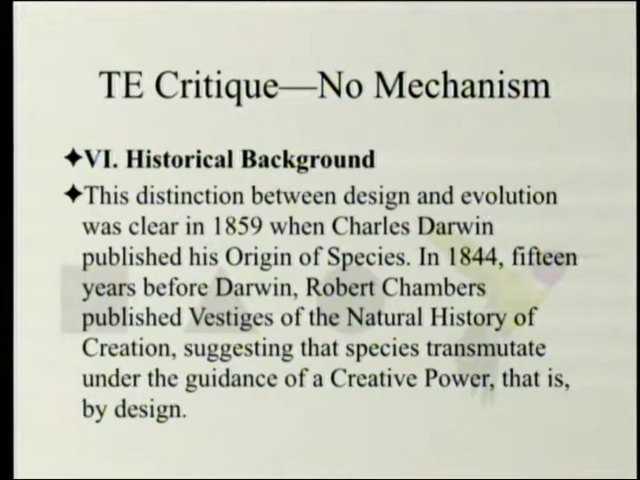 TE Critique—No Mechanism
✦VI. Historical Background
✦This distinction between design and evolution
was clear in 1859 when Charles Darwin
published his Origin of Species. In 1844, fifteen
years before Darwin, Robert Chambers
published Vestiges of the Natural History of
Creation, suggesting that species transmutate
under the guidance of a Creative Power, that is,
by design.